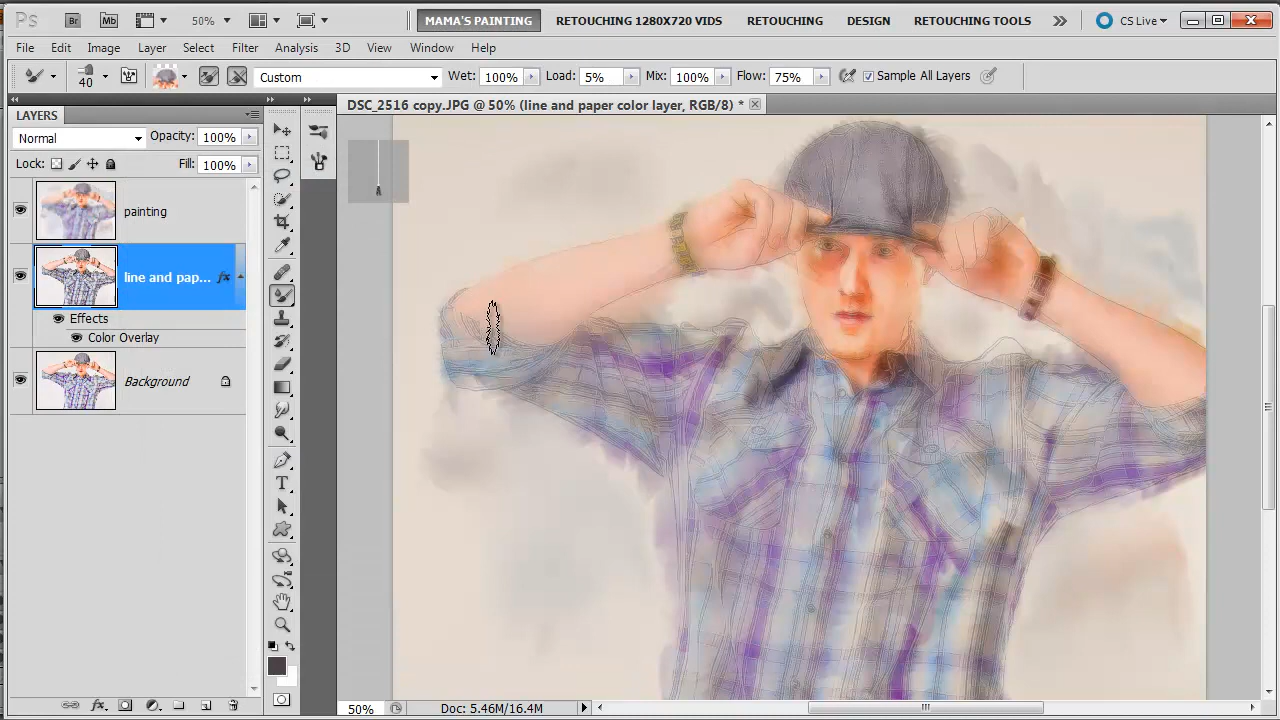 Ps Br Mb 50% MAMA'S PAINTING RETOUCHING 1280X720 VIDS RETOUCHING DESIGN RETOUCHING TOOLS CS Live
File Edit Image Layer Select Filter Analysis 3D View Window Help
40 Custom Wet: 100% Load: 5% Mix: 100% Flow: 75% Sample All Layers
LAYERS
DSC_2516 copy.JPG @ 50% (line and paper color layer, RGB/8) *
Normal Opacity: 100%
Lock: Fill: 100%
painting
line and pap... fx
Effects
Color Overlay
Background
T
50% Doc: 5.46M/16.4M
fx